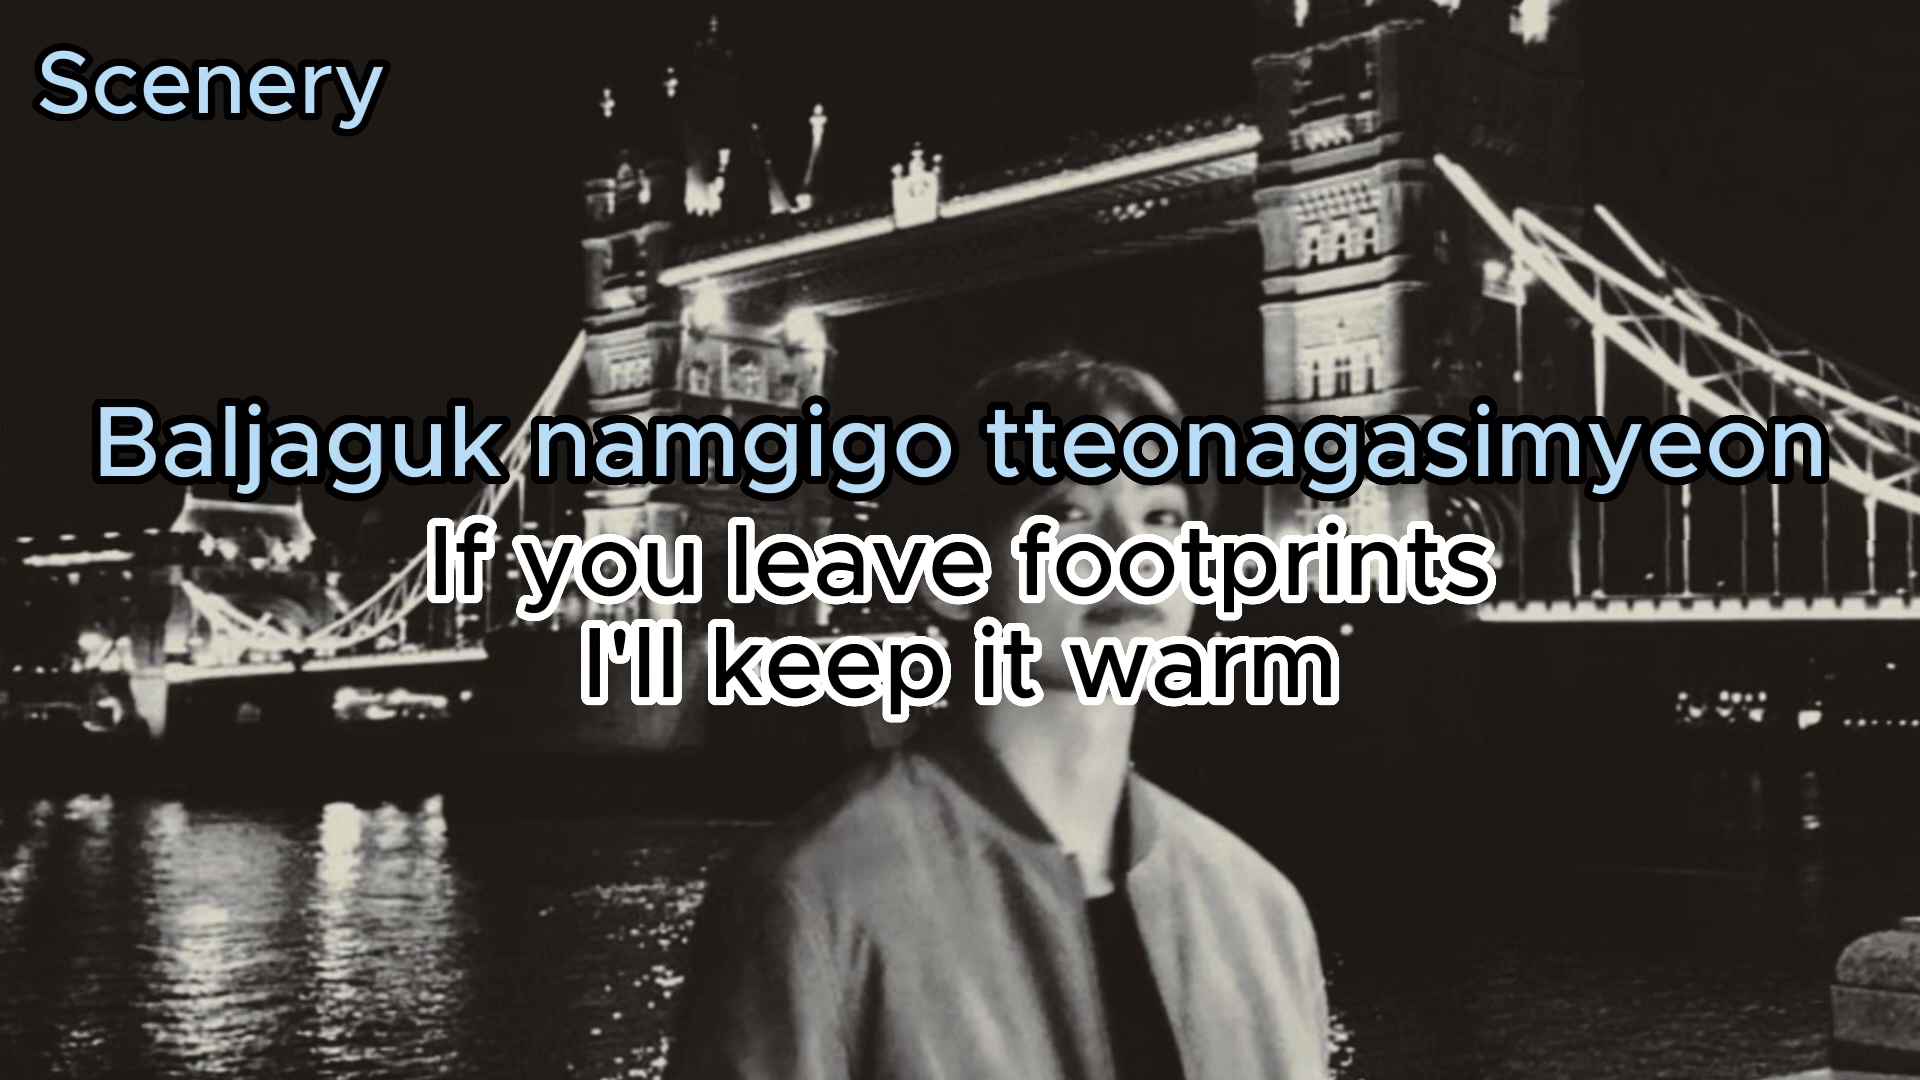 Scenery
Baljaguk namgigo tteonagasimyeon
If you leave footprints
I'll keep it warm